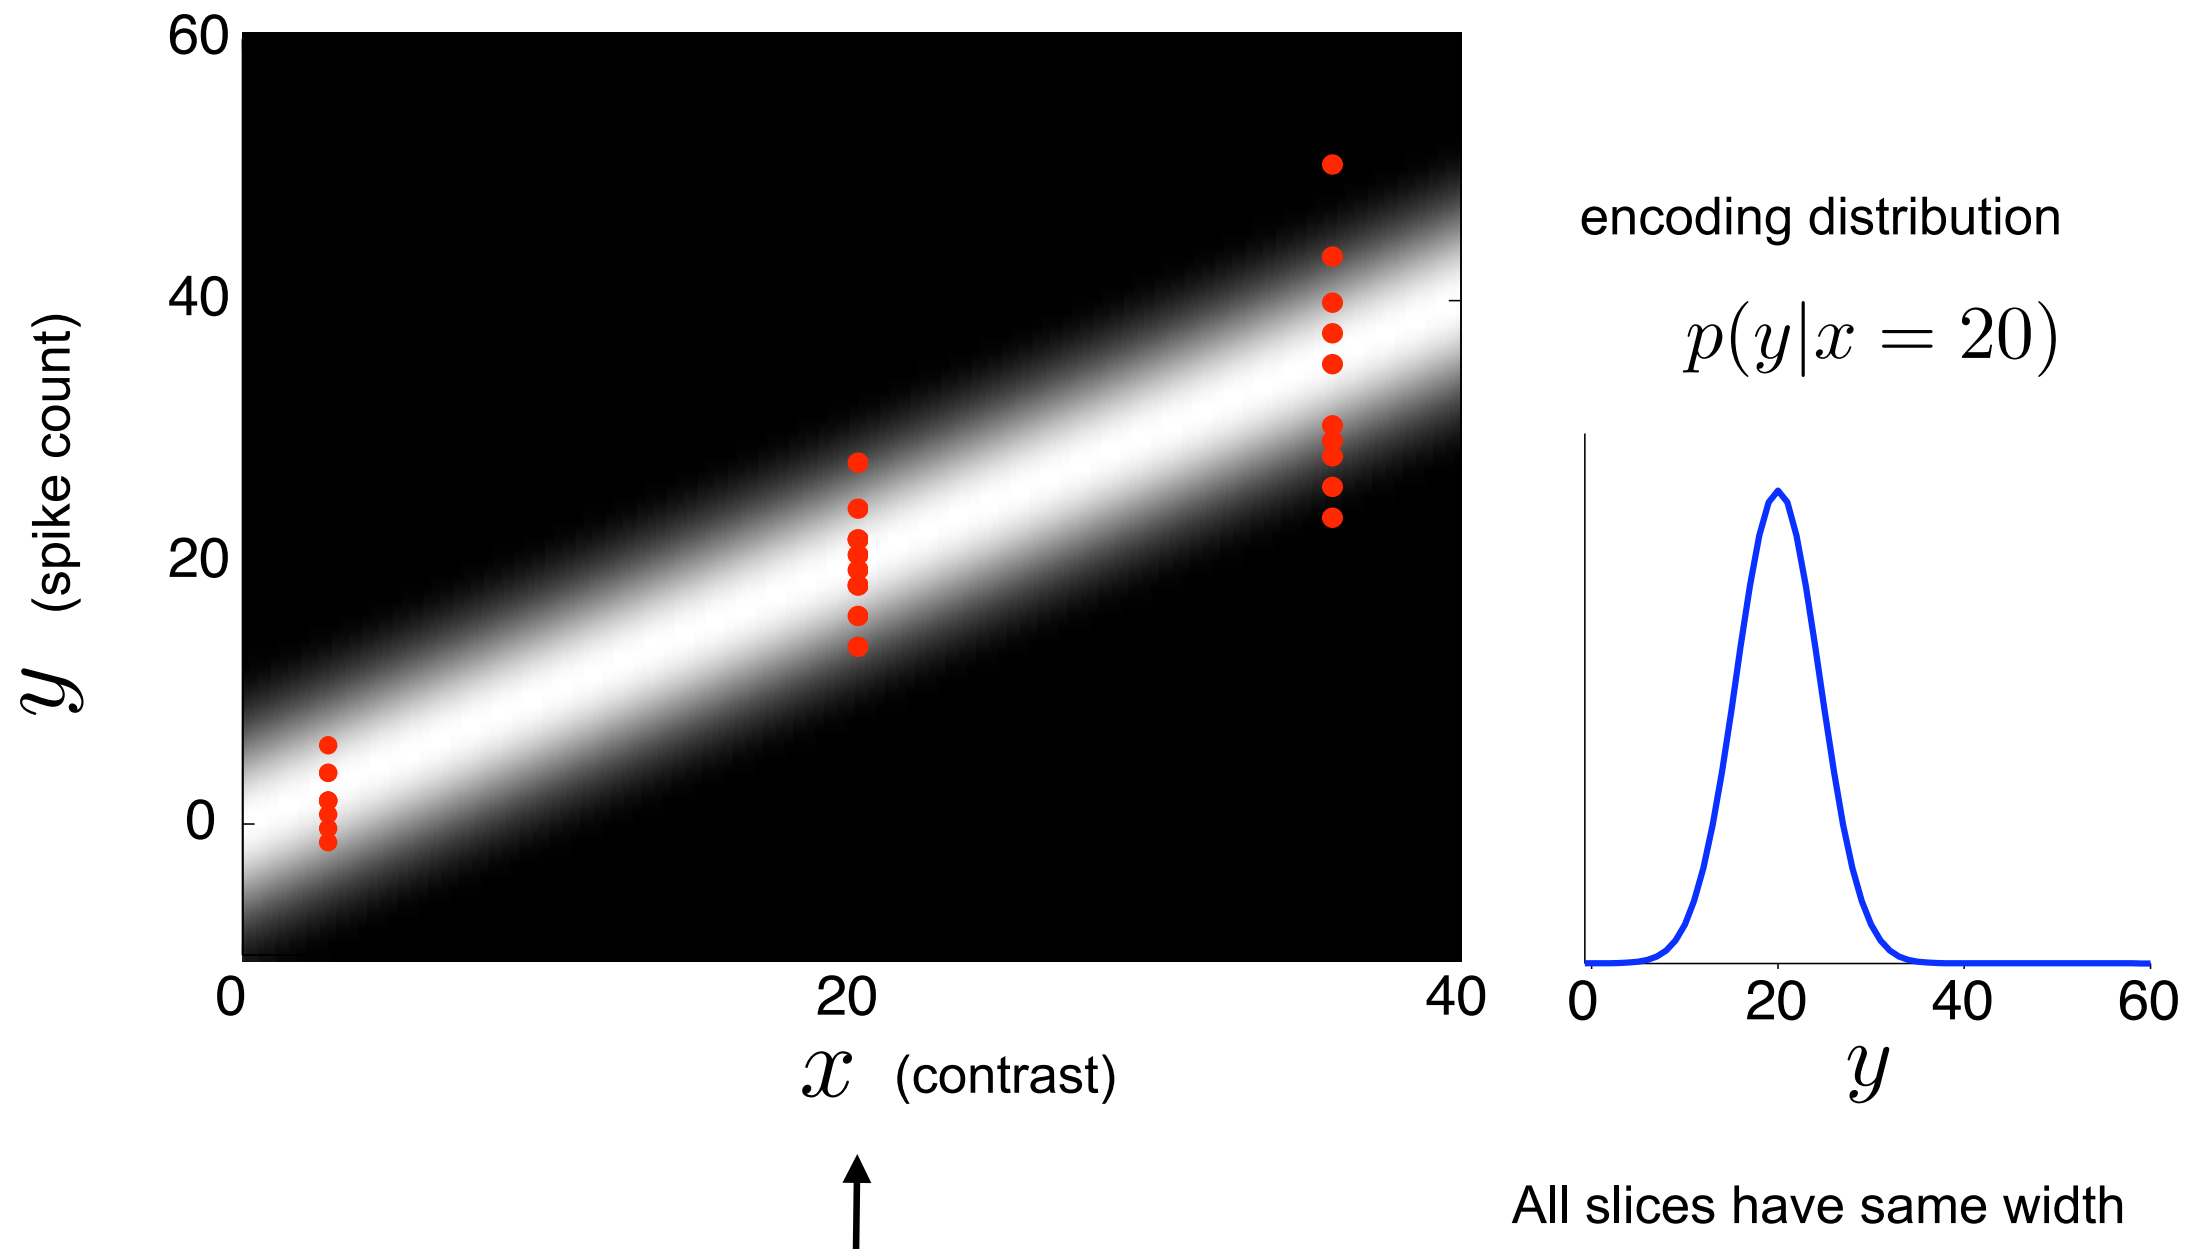 60
40
20
0
y (spike count)
0 20 40
x (contrast)
encoding distribution
p(y|x = 20)
0 20 40 60
y
All slices have same width